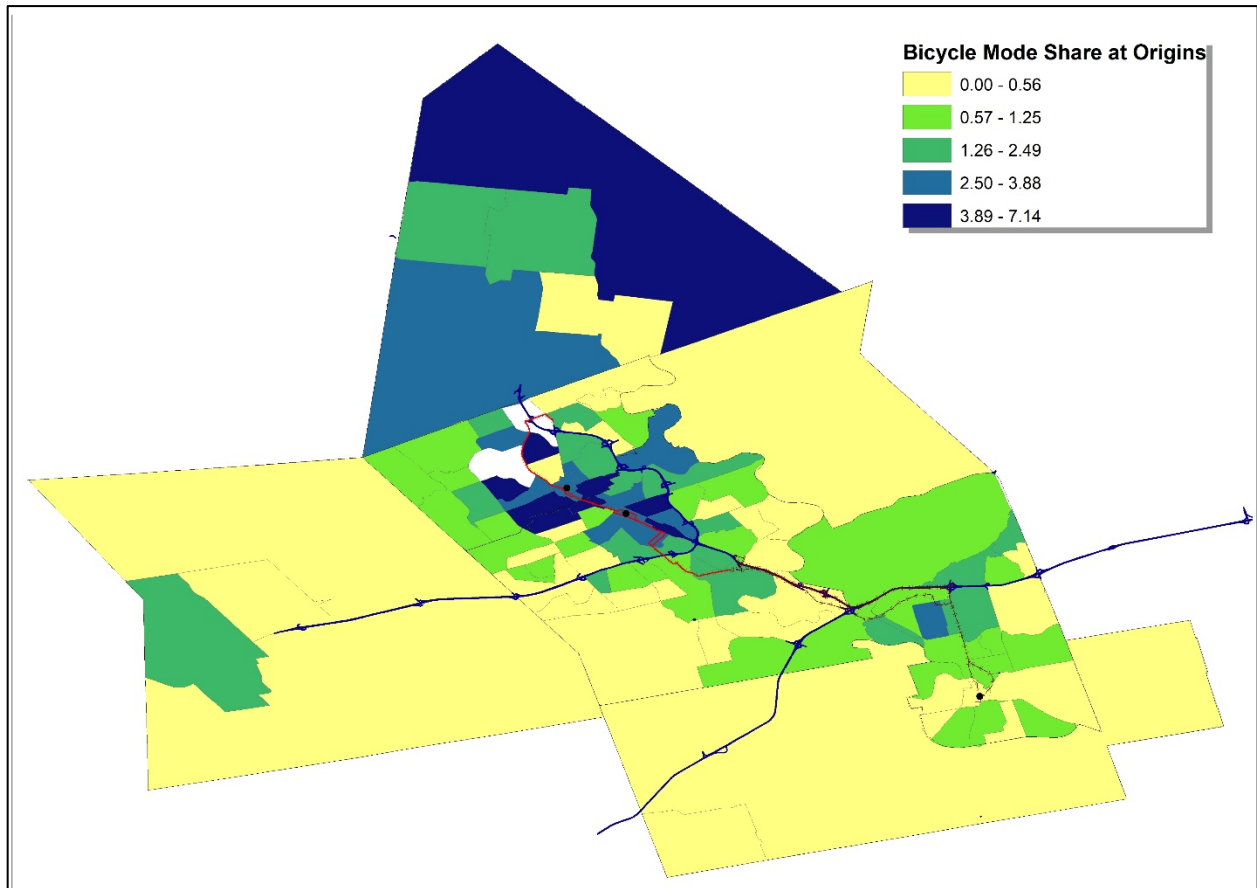 Bicycle Mode Share at Origins
0.00 - 0.56
0.57 - 1.25
1.26 - 2.49
2.50 - 3.88
3.89 - 7.14